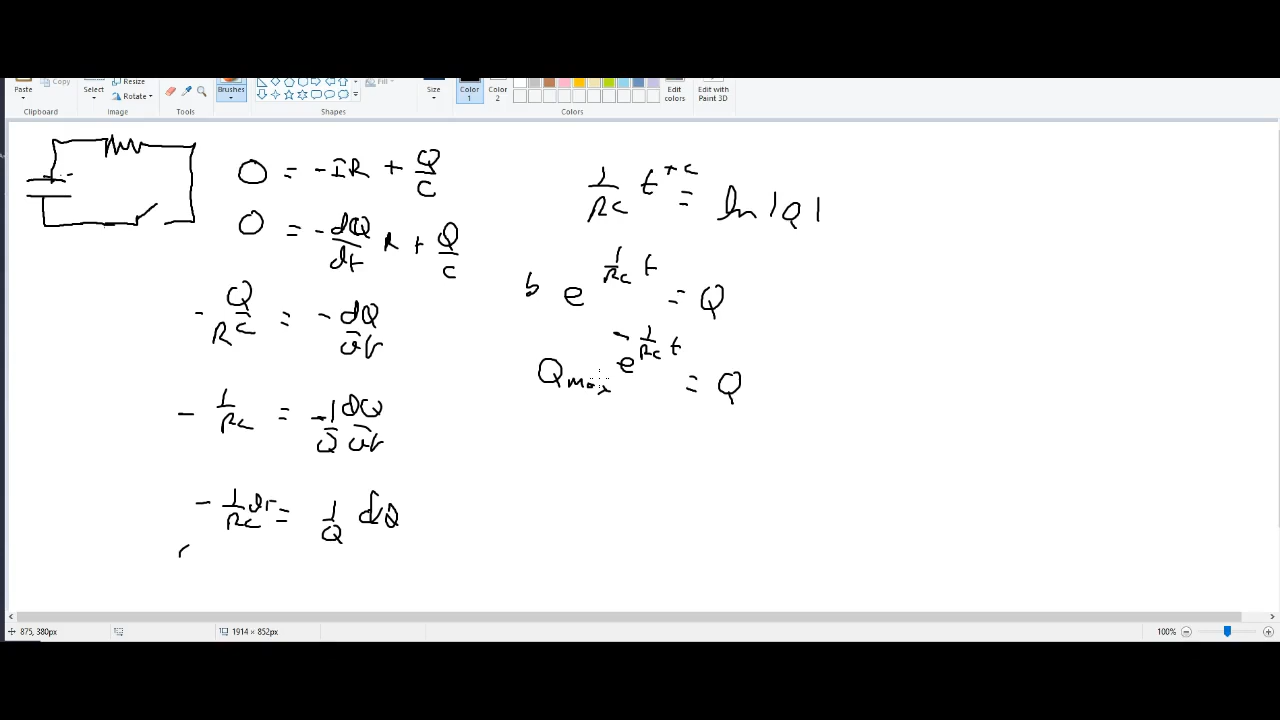 Paste
Copy
Select
Resize
Rotate
Brushes
Fill
Size
Color 1
Color 2
Edit colors
Edit with Paint 3D
Clipboard
Image
Tools
Shapes
Colors
0 = -IR + Q/C
0 = -dQ/dt R + Q/C
- Q/RC = - dQ/dt
- 1/RC = -1/Q dQ/dt
- 1/RC dt = 1/Q dQ
1/RC t + c = ln |Q|
b e^(1/RC t) = Q
Qmax e^(-1/RC t) = Q
875, 380px
1914 × 852px
100%